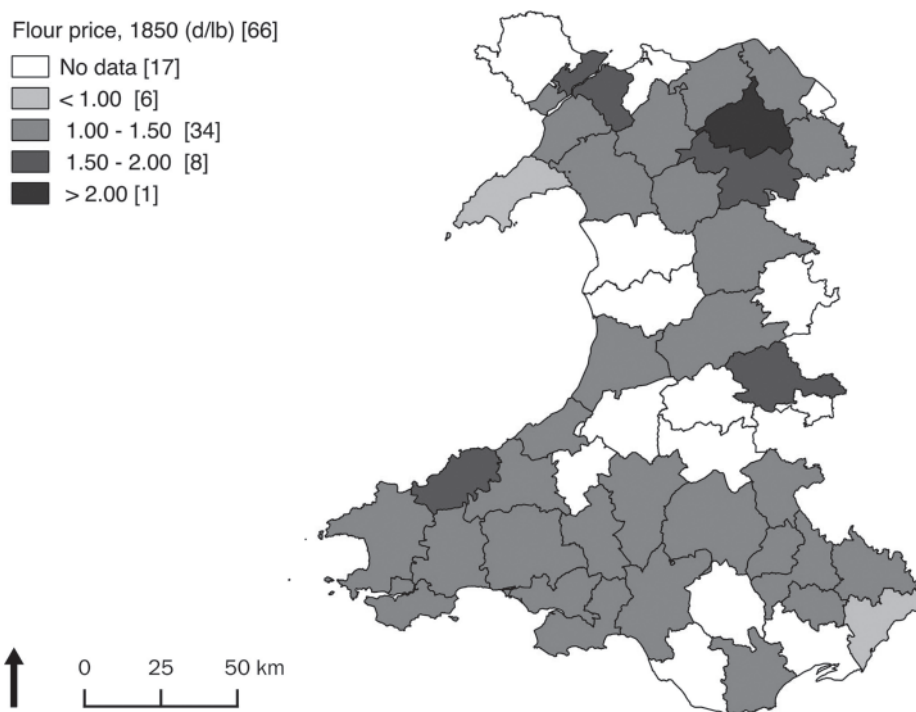 Flour price, 1850 (d/lb) [66]
No data [17]
< 1.00 [6]
1.00 - 1.50 [34]
1.50 - 2.00 [8]
> 2.00 [1]
0 25 50 km